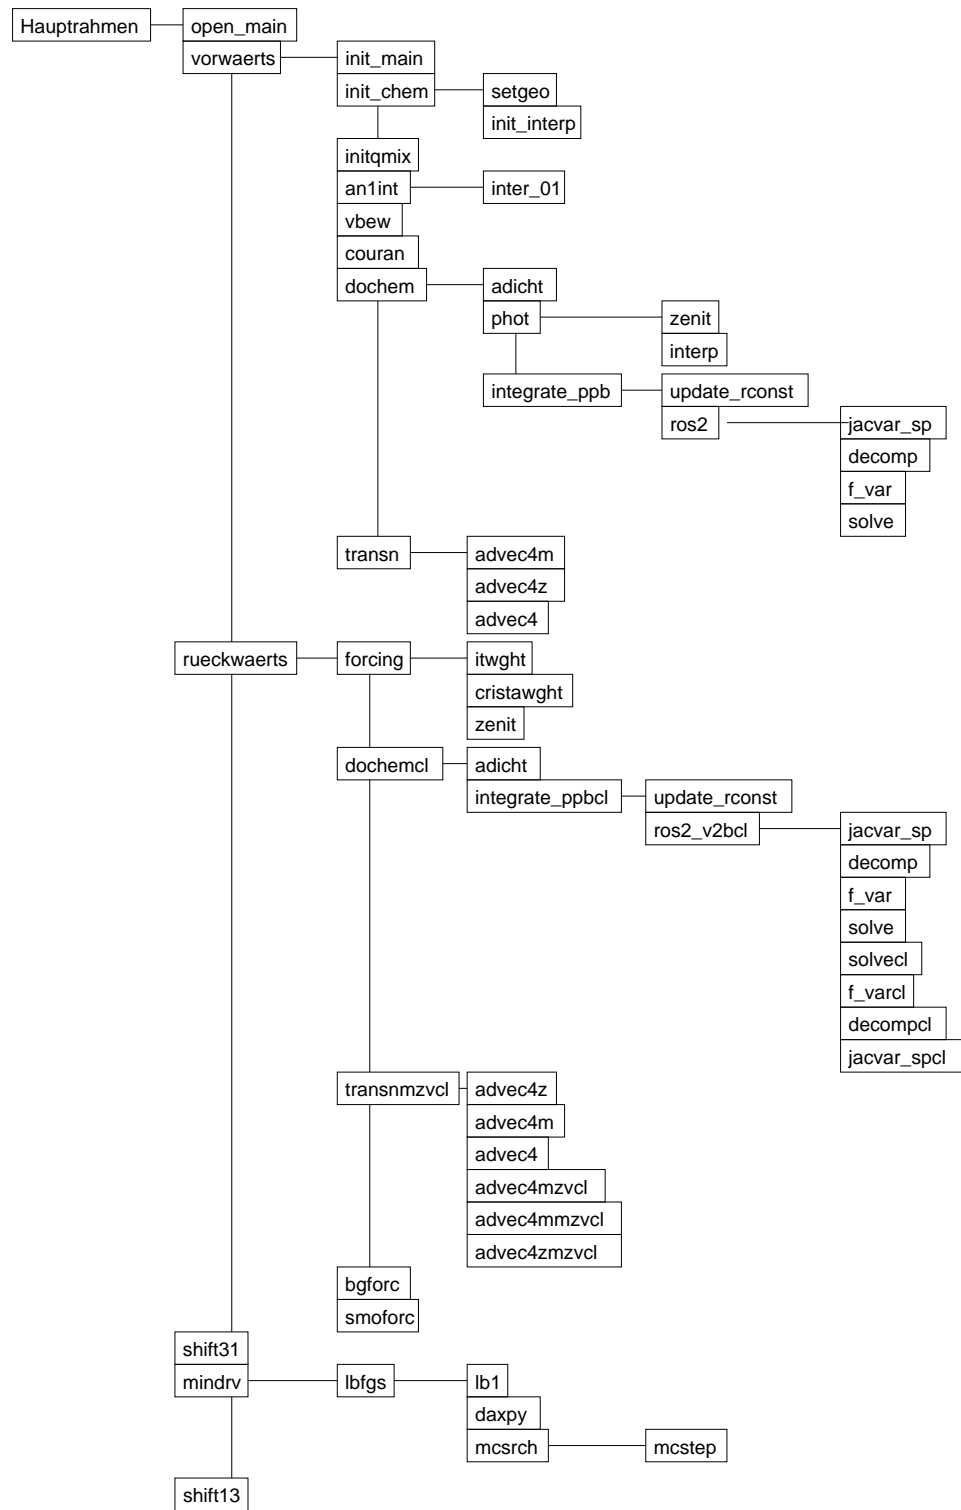 Hauptrahmen open_main
vorwaerts init_main
init_chem setgeo
init_interp
initqmix
an1int inter_01
vbew
couran
dochem adicht
phot zenit
interp
integrate_ppb update_rconst
ros2 jacvar_sp
decomp
f_var
solve
transn advec4m
advec4z
advec4
rueckwaerts forcing itwght
cristawght
zenit
dochemcl adicht
integrate_ppbcl update_rconst
ros2_v2bcl jacvar_sp
decomp
f_var
solve
solvecl
f_varcl
decompcl
jacvar_spcl
transnmzvcl advec4z
advec4m
advec4
advec4mzvcl
advec4mmzvcl
advec4zmzvcl
bgforc
smoforc
shift31
mindrv lbfgs lb1
daxpy
mcsrch mcstep
shift13